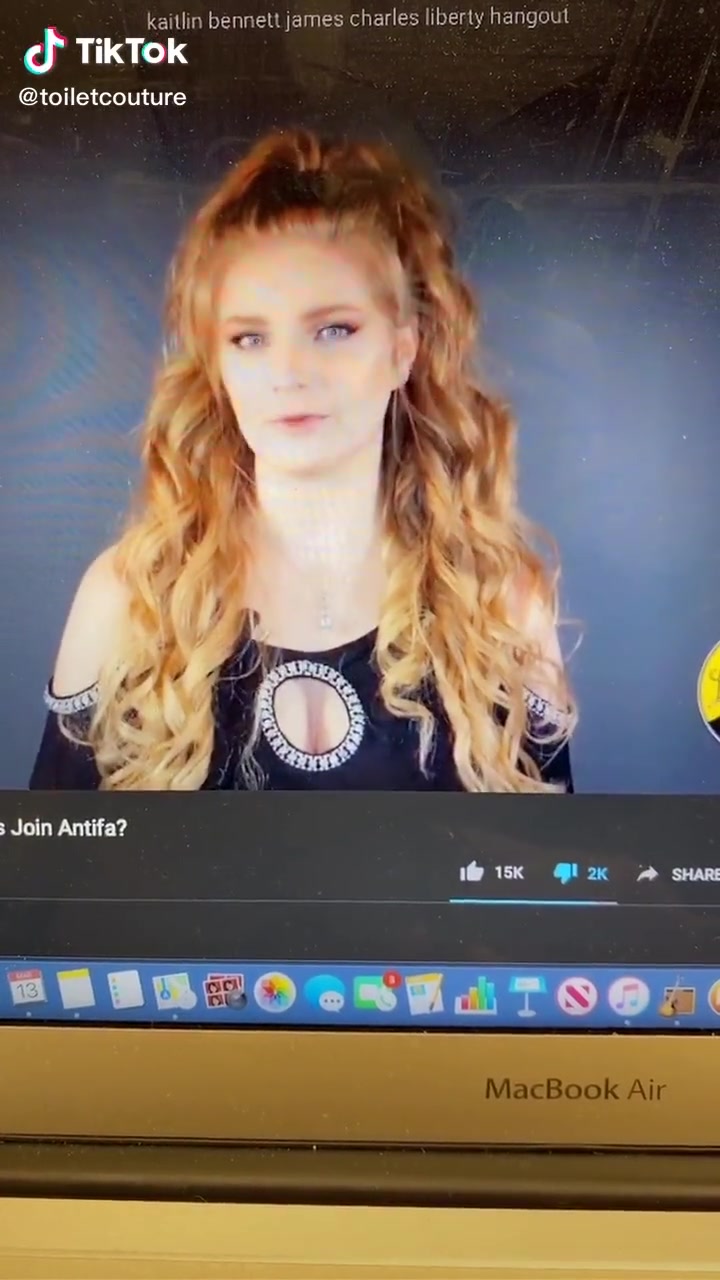 kaitlin bennett james charles liberty hangout
TikTok
@toiletcouture
s Join Antifa?
15K
2K
SHARE
13
MacBook Air